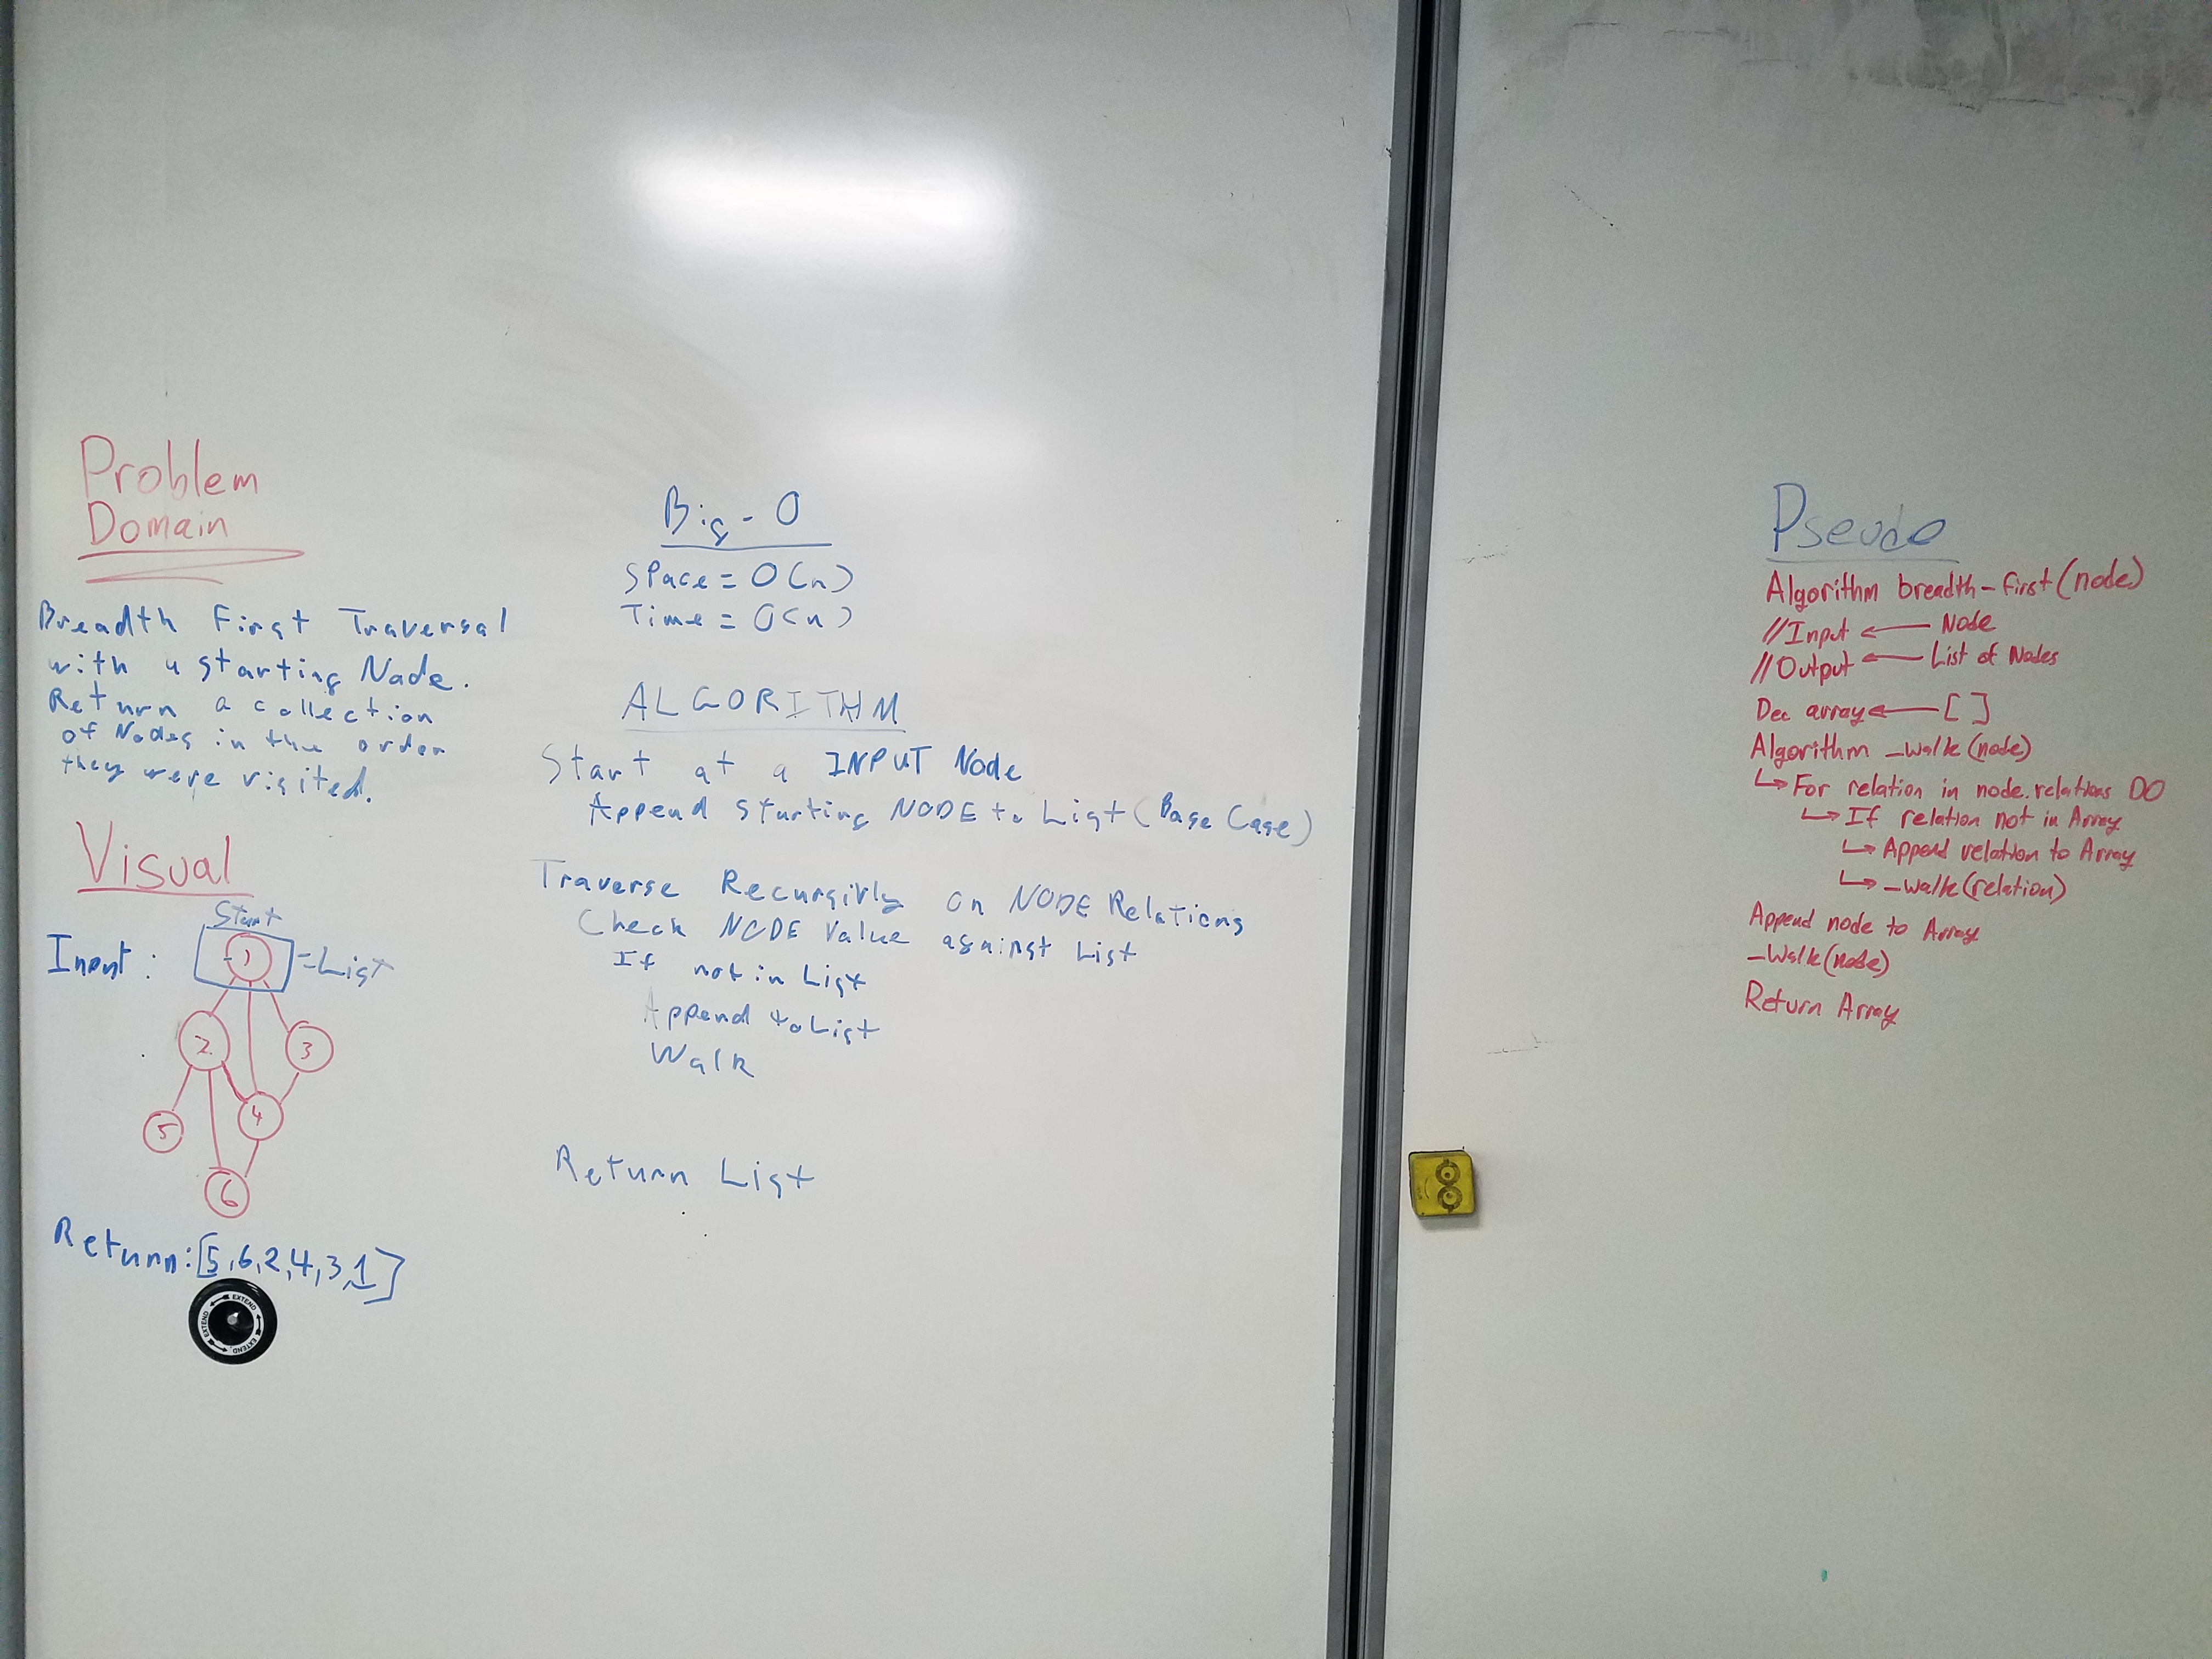 Problem
Domain
Breadth First Traversal
with a starting Node.
Return a collection
of Nodes in the order
they were visited.
Visual
Start
Input: 1 = List
2 3
5 4
6
Return: [5,6,2,4,3,1]
EXTEND EXTEND EXTEND EXTEND
Big-O
Space = O(n)
Time = O(n)
ALGORITHM
Start at a INPUT Node
Append Starting NODE to List (Base Case)
Traverse Recursivly on NODE Relations
Check NODE Value against List
If not in List
Append to List
Walk
Return List
Pseudo
Algorithm breadth-first(node)
//Input ← Node
//Output ← List of Nodes
Dec array ← []
Algorithm _walk(node)
↳ For relation in node.relations DO
↳ If relation not in Array
↳ Append relation to Array
↳ _walk(relation)
Append node to Array
_Walk(node)
Return Array